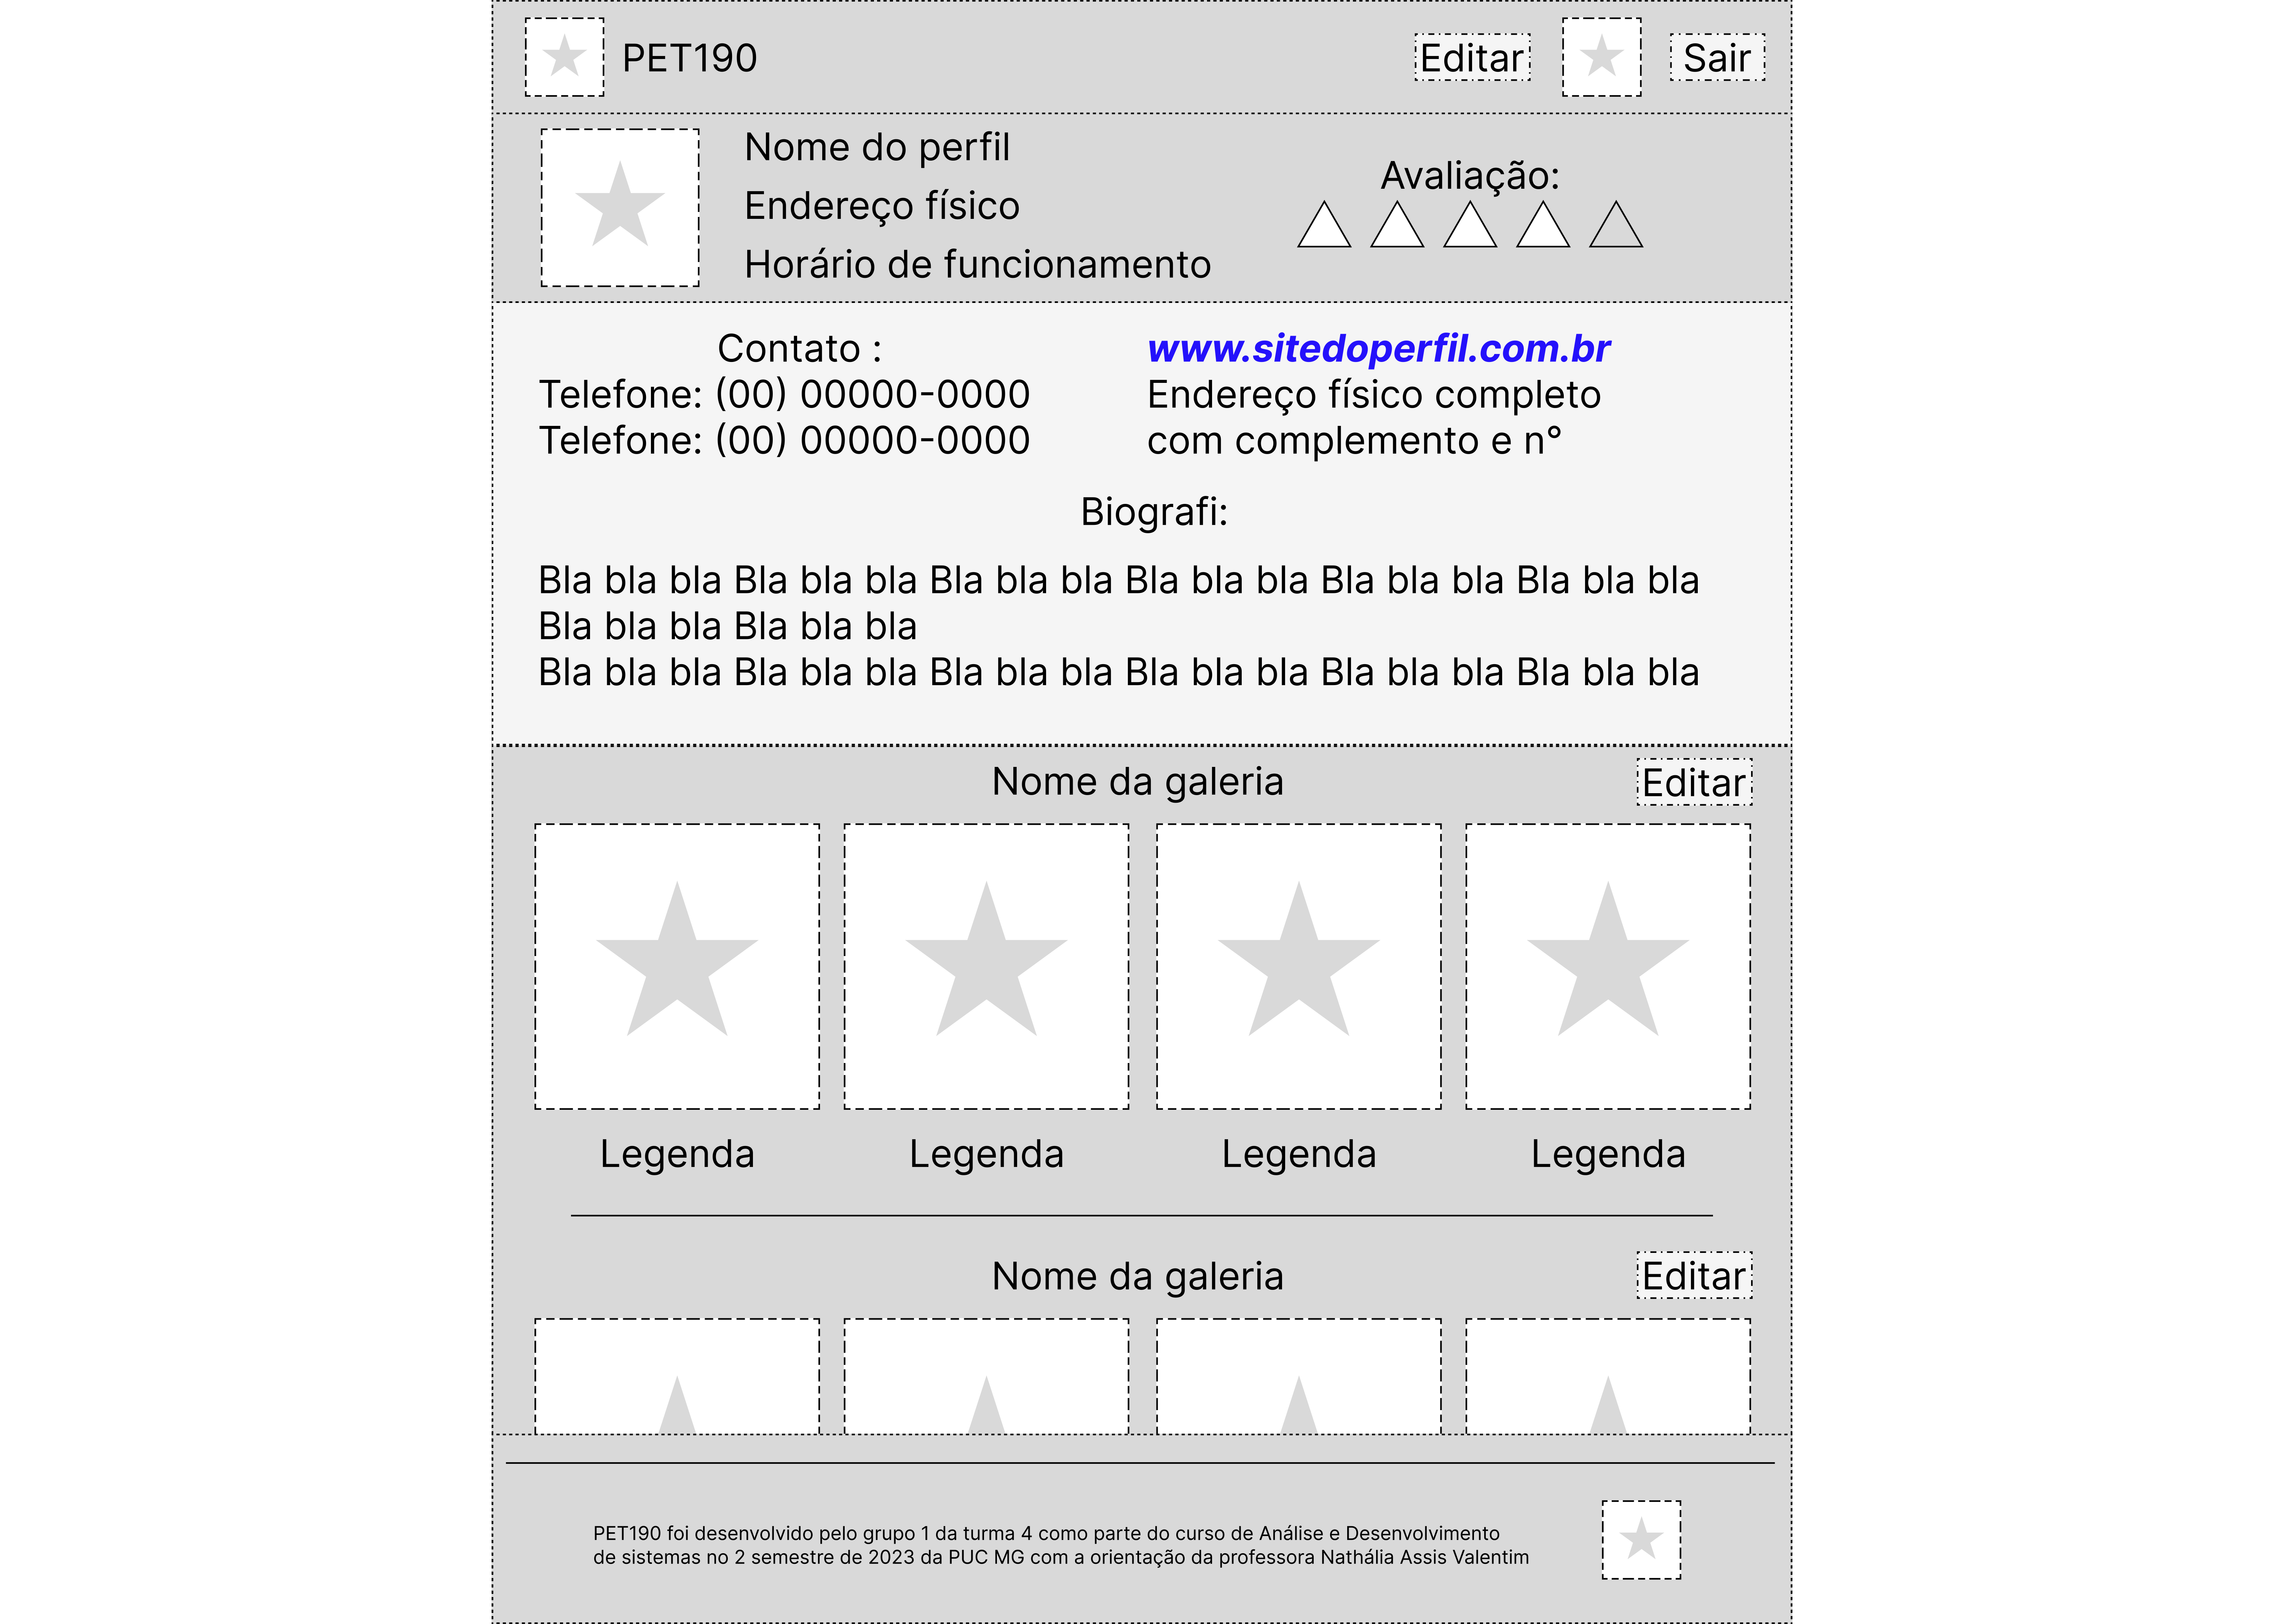 PET190
Editar
Sair
Nome do perfil
Endereço físico
Horário de funcionamento
Avaliação:
Contato :
Telefone: (00) 00000-0000
Telefone: (00) 00000-0000
www.sitedoperfil.com.br
Endereço físico completo
com complemento e n°
Biografi:
Bla bla bla Bla bla bla Bla bla bla Bla bla bla Bla bla bla Bla bla bla
Bla bla bla Bla bla bla
Bla bla bla Bla bla bla Bla bla bla Bla bla bla Bla bla bla Bla bla bla
Nome da galeria
Editar
Legenda
Legenda
Legenda
Legenda
Nome da galeria
Editar
PET190 foi desenvolvido pelo grupo 1 da turma 4 como parte do curso de Análise e Desenvolvimento
de sistemas no 2 semestre de 2023 da PUC MG com a orientação da professora Nathália Assis Valentim